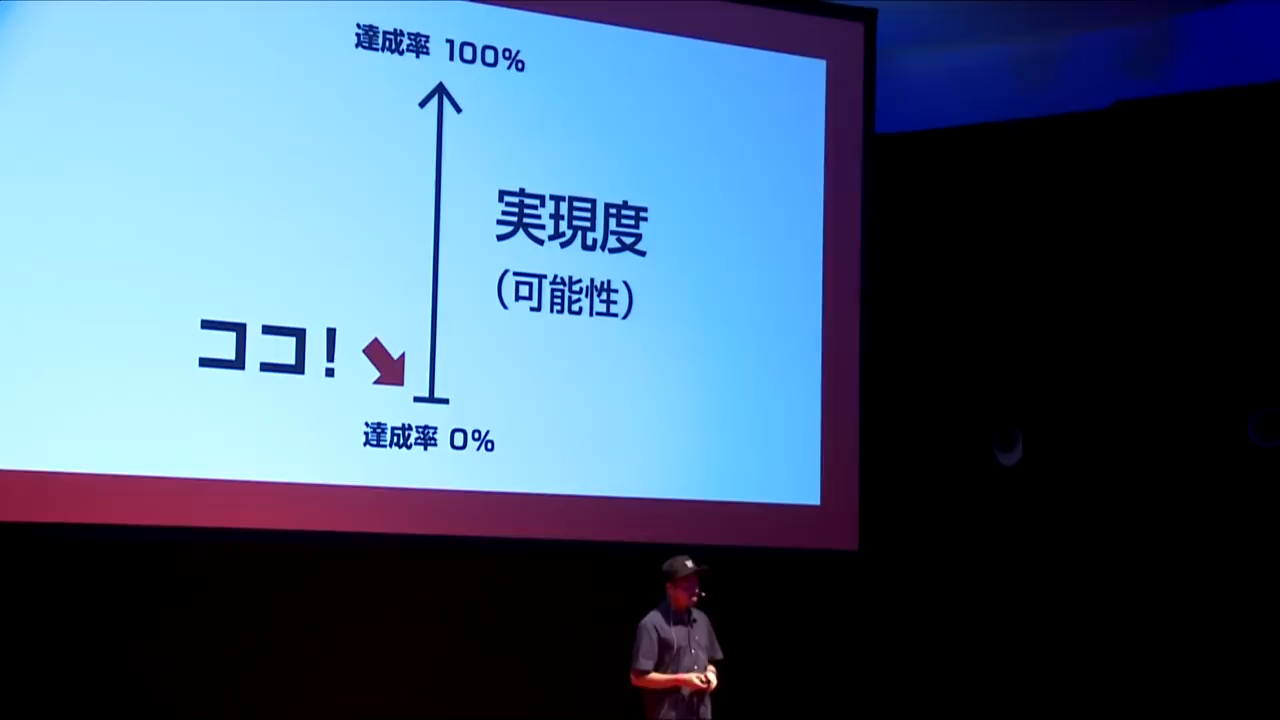 達成率 100%
実現度
(可能性)
ココ!
達成率 0%